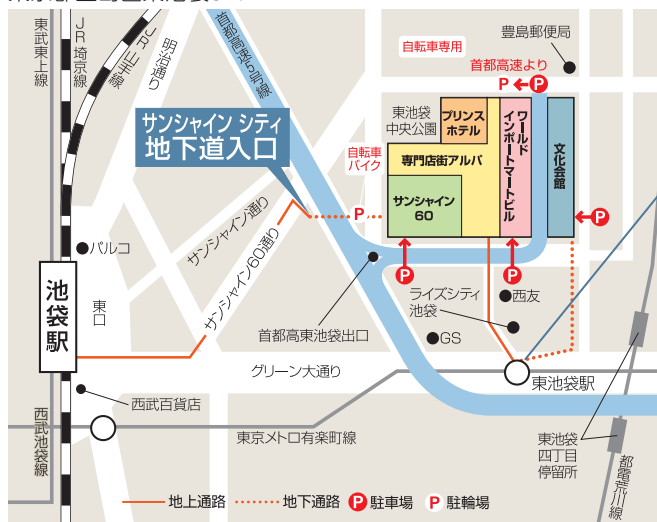 東武東上線
JR埼京線
JR山手線
明治通り
首都高速5号線
自転車専用
豊島郵便局
首都高速より
P
P
東池袋
中央公園
プリンス
ホテル
ワールド
インポートマートビル
文化会館
サンシャイン シティ
地下道入口
自転車
バイク
専門店街アルパ
サンシャイン
60
P
P
P
P
サンシャイン通り
サンシャイン60通り
パルコ
池袋駅
東口
首都高東池袋出口
ライズシティ
池袋
西友
GS
グリーン大通り
東池袋駅
西武百貨店
西武池袋線
東京メトロ有楽町線
東池袋
四丁目
停留所
都電荒川線
地上通路
地下通路
P 駐車場
P 駐輪場